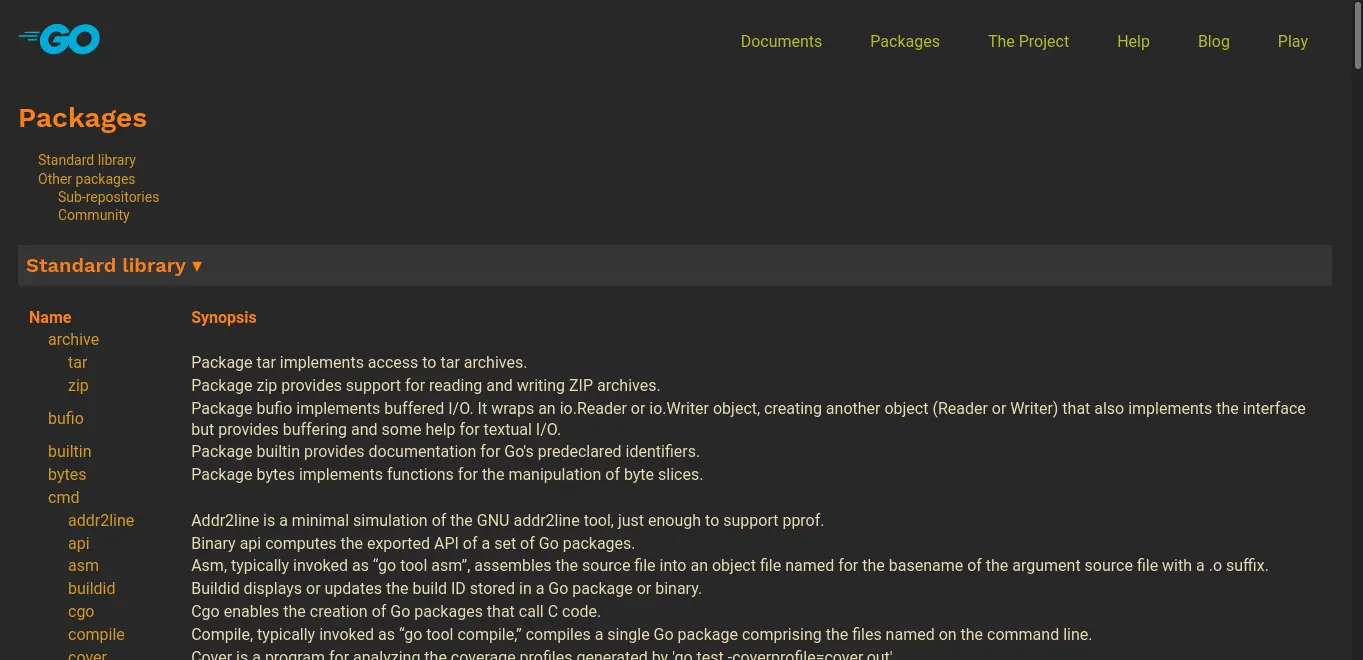 GO
Documents Packages The Project Help Blog Play
Packages
Standard library
Other packages
Sub-repositories
Community
Standard library ▾
Name Synopsis
archive
tar Package tar implements access to tar archives.
zip Package zip provides support for reading and writing ZIP archives.
bufio Package bufio implements buffered I/O. It wraps an io.Reader or io.Writer object, creating another object (Reader or Writer) that also implements the interface
but provides buffering and some help for textual I/O.
builtin Package builtin provides documentation for Go's predeclared identifiers.
bytes Package bytes implements functions for the manipulation of byte slices.
cmd
addr2line Addr2line is a minimal simulation of the GNU addr2line tool, just enough to support pprof.
api Binary api computes the exported API of a set of Go packages.
asm Asm, typically invoked as “go tool asm”, assembles the source file into an object file named for the basename of the argument source file with a .o suffix.
buildid Buildid displays or updates the build ID stored in a Go package or binary.
cgo Cgo enables the creation of Go packages that call C code.
compile Compile, typically invoked as “go tool compile,” compiles a single Go package comprising the files named on the command line.
cover Cover is a program for analyzing the coverage profiles generated by 'go test -coverprofile=cover.out'